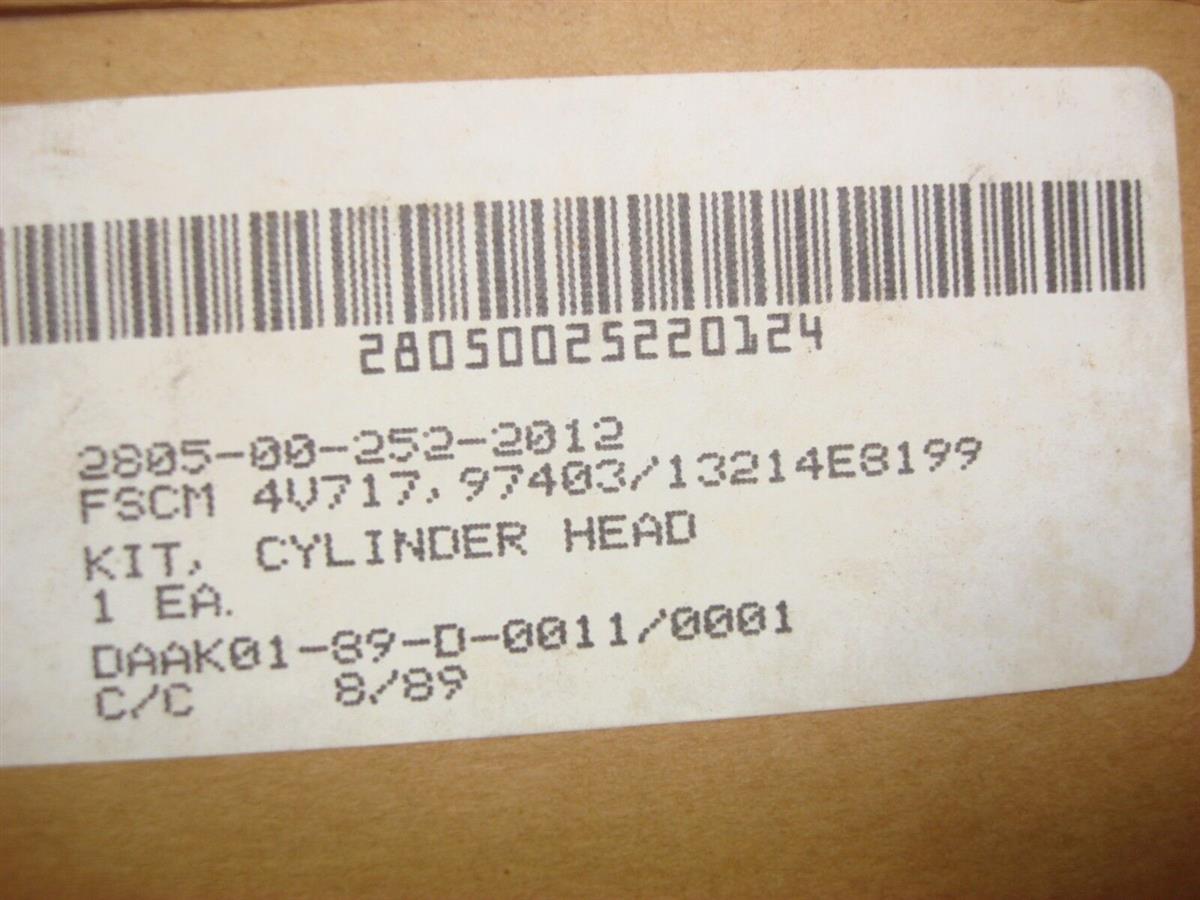 28050025220124
2805-00-252-2012
FSCM 4V717,97403/13214E8199
KIT, CYLINDER HEAD
1 EA.
DAAK01-89-D-0011/0001
C/C 8/89